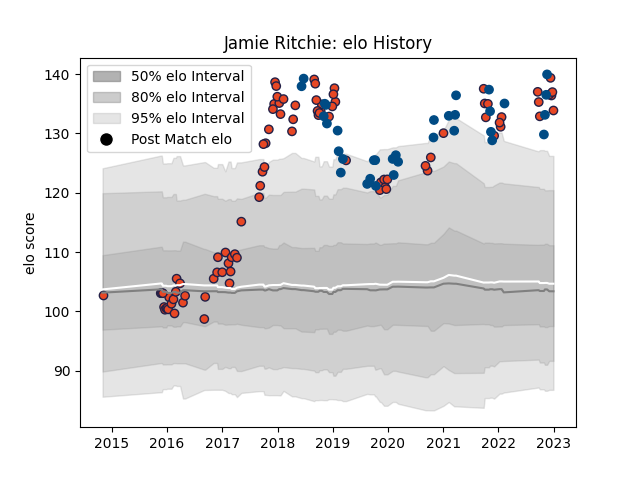 Jamie Ritchie: elo History
50% elo Interval
80% elo Interval
95% elo Interval
Post Match elo
elo score
140
130
120
110
100
90
2015 2016 2017 2018 2019 2020 2021 2022 2023